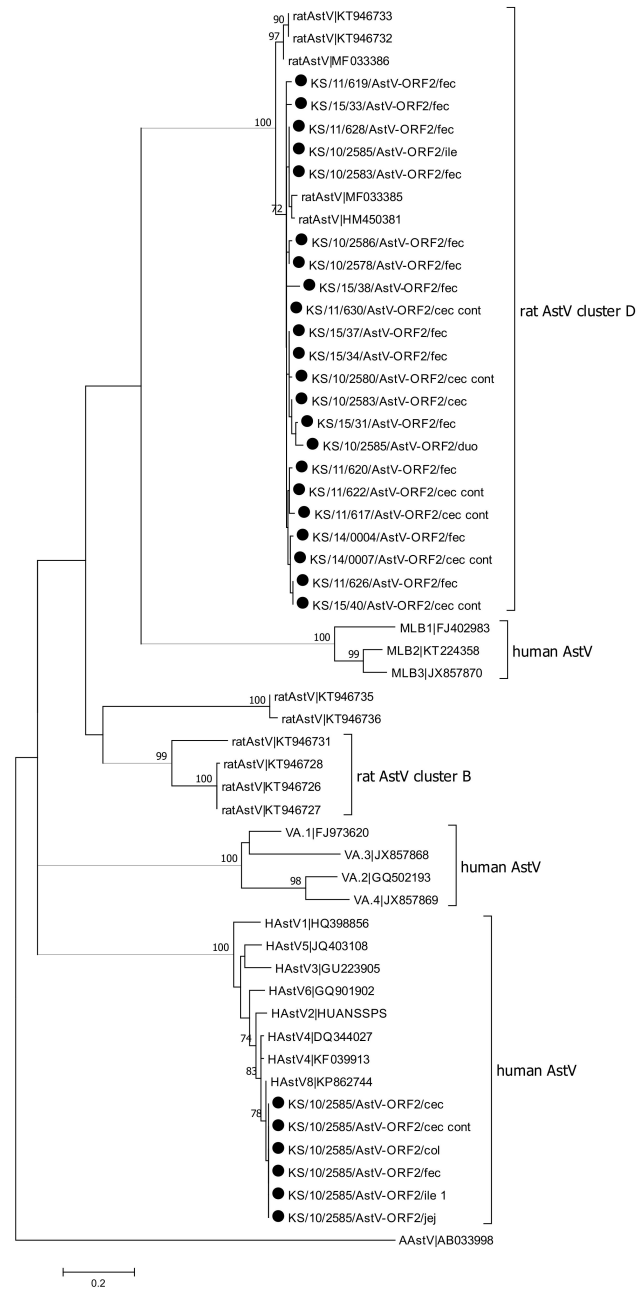 90
ratAstV|KT946733
97
ratAstV|KT946732
ratAstV|MF033386
KS/11/619/AstV-ORF2/fec
KS/15/33/AstV-ORF2/fec
100
KS/11/628/AstV-ORF2/fec
KS/10/2585/AstV-ORF2/ile
KS/10/2583/AstV-ORF2/fec
ratAstV|MF033385
72
ratAstV|HM450381
KS/10/2586/AstV-ORF2/fec
KS/10/2578/AstV-ORF2/fec
KS/15/38/AstV-ORF2/fec
KS/11/630/AstV-ORF2/cec cont
rat AstV cluster D
KS/15/37/AstV-ORF2/fec
KS/15/34/AstV-ORF2/fec
KS/10/2580/AstV-ORF2/cec cont
KS/10/2583/AstV-ORF2/cec
KS/15/31/AstV-ORF2/fec
KS/10/2585/AstV-ORF2/duo
KS/11/620/AstV-ORF2/fec
KS/11/622/AstV-ORF2/cec cont
KS/11/617/AstV-ORF2/cec cont
KS/14/0004/AstV-ORF2/fec
KS/14/0007/AstV-ORF2/cec cont
KS/11/626/AstV-ORF2/fec
KS/15/40/AstV-ORF2/cec cont
MLB1|FJ402983
100
MLB2|KT224358
human AstV
99
MLB3|JX857870
100
ratAstV|KT946735
ratAstV|KT946736
ratAstV|KT946731
99
ratAstV|KT946728
100
ratAstV|KT946726
rat AstV cluster B
ratAstV|KT946727
VA.1|FJ973620
100
VA.3|JX857868
human AstV
98
VA.2|GQ502193
VA.4|JX857869
HAstV1|HQ398856
100
HAstV5|JQ403108
HAstV3|GU223905
HAstV6|GQ901902
HAstV2|HUANSSPS
74
HAstV4|DQ344027
HAstV4|KF039913
83
HAstV8|KP862744
human AstV
78
KS/10/2585/AstV-ORF2/cec
KS/10/2585/AstV-ORF2/cec cont
KS/10/2585/AstV-ORF2/col
KS/10/2585/AstV-ORF2/fec
KS/10/2585/AstV-ORF2/ile 1
KS/10/2585/AstV-ORF2/jej
AAstV|AB033998
0.2